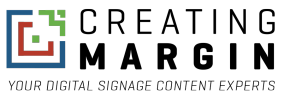 CREATING
MARGIN
YOUR DIGITAL SIGNAGE CONTENT EXPERTS